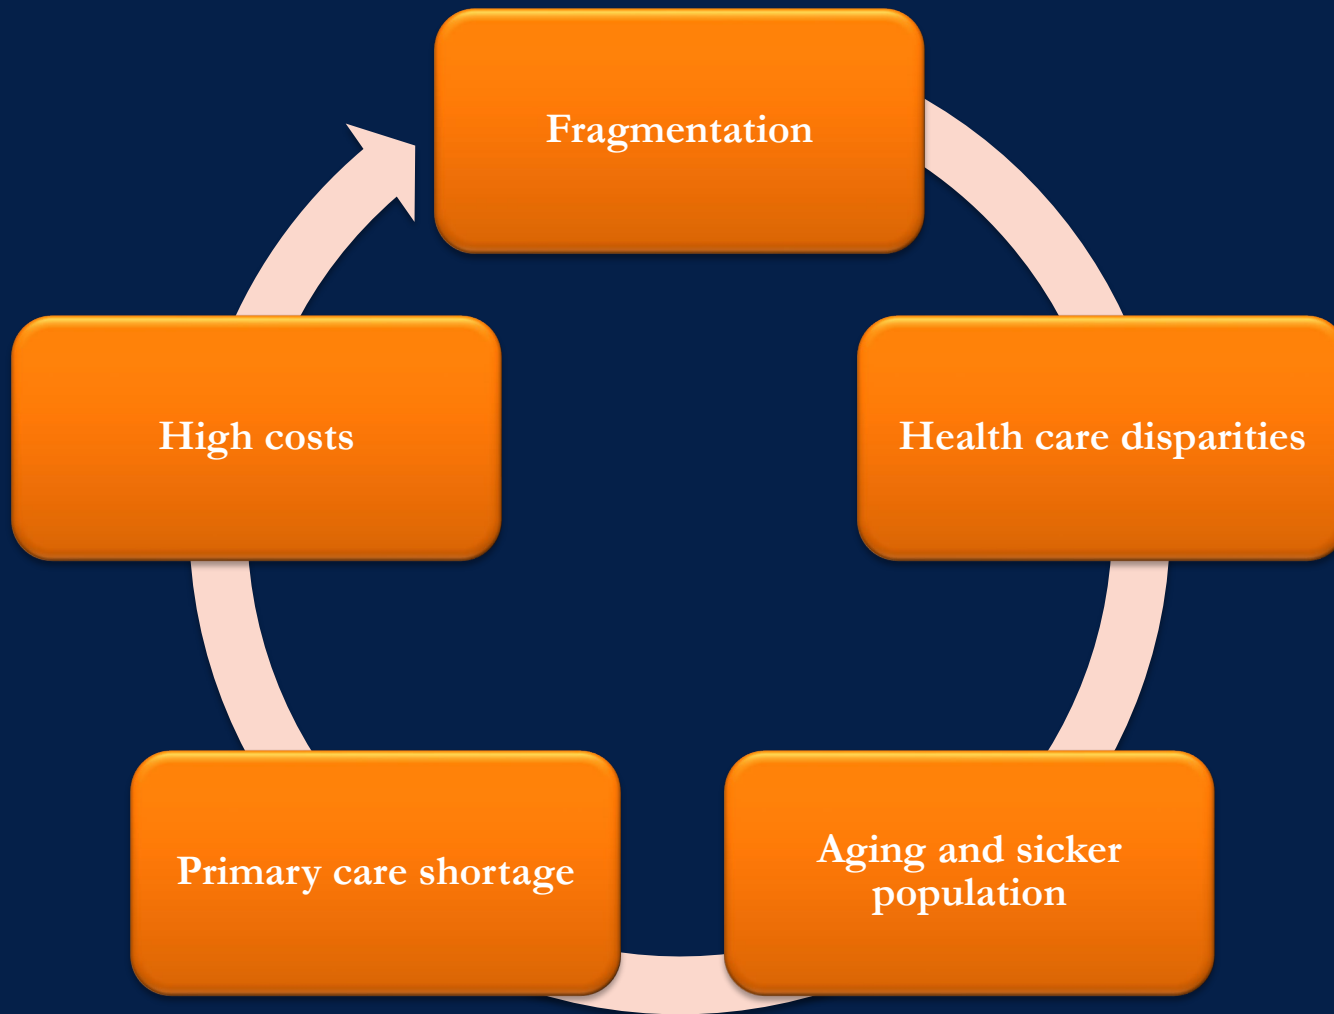 Fragmentation
High costs
Health care disparities
Primary care shortage
Aging and sicker
population